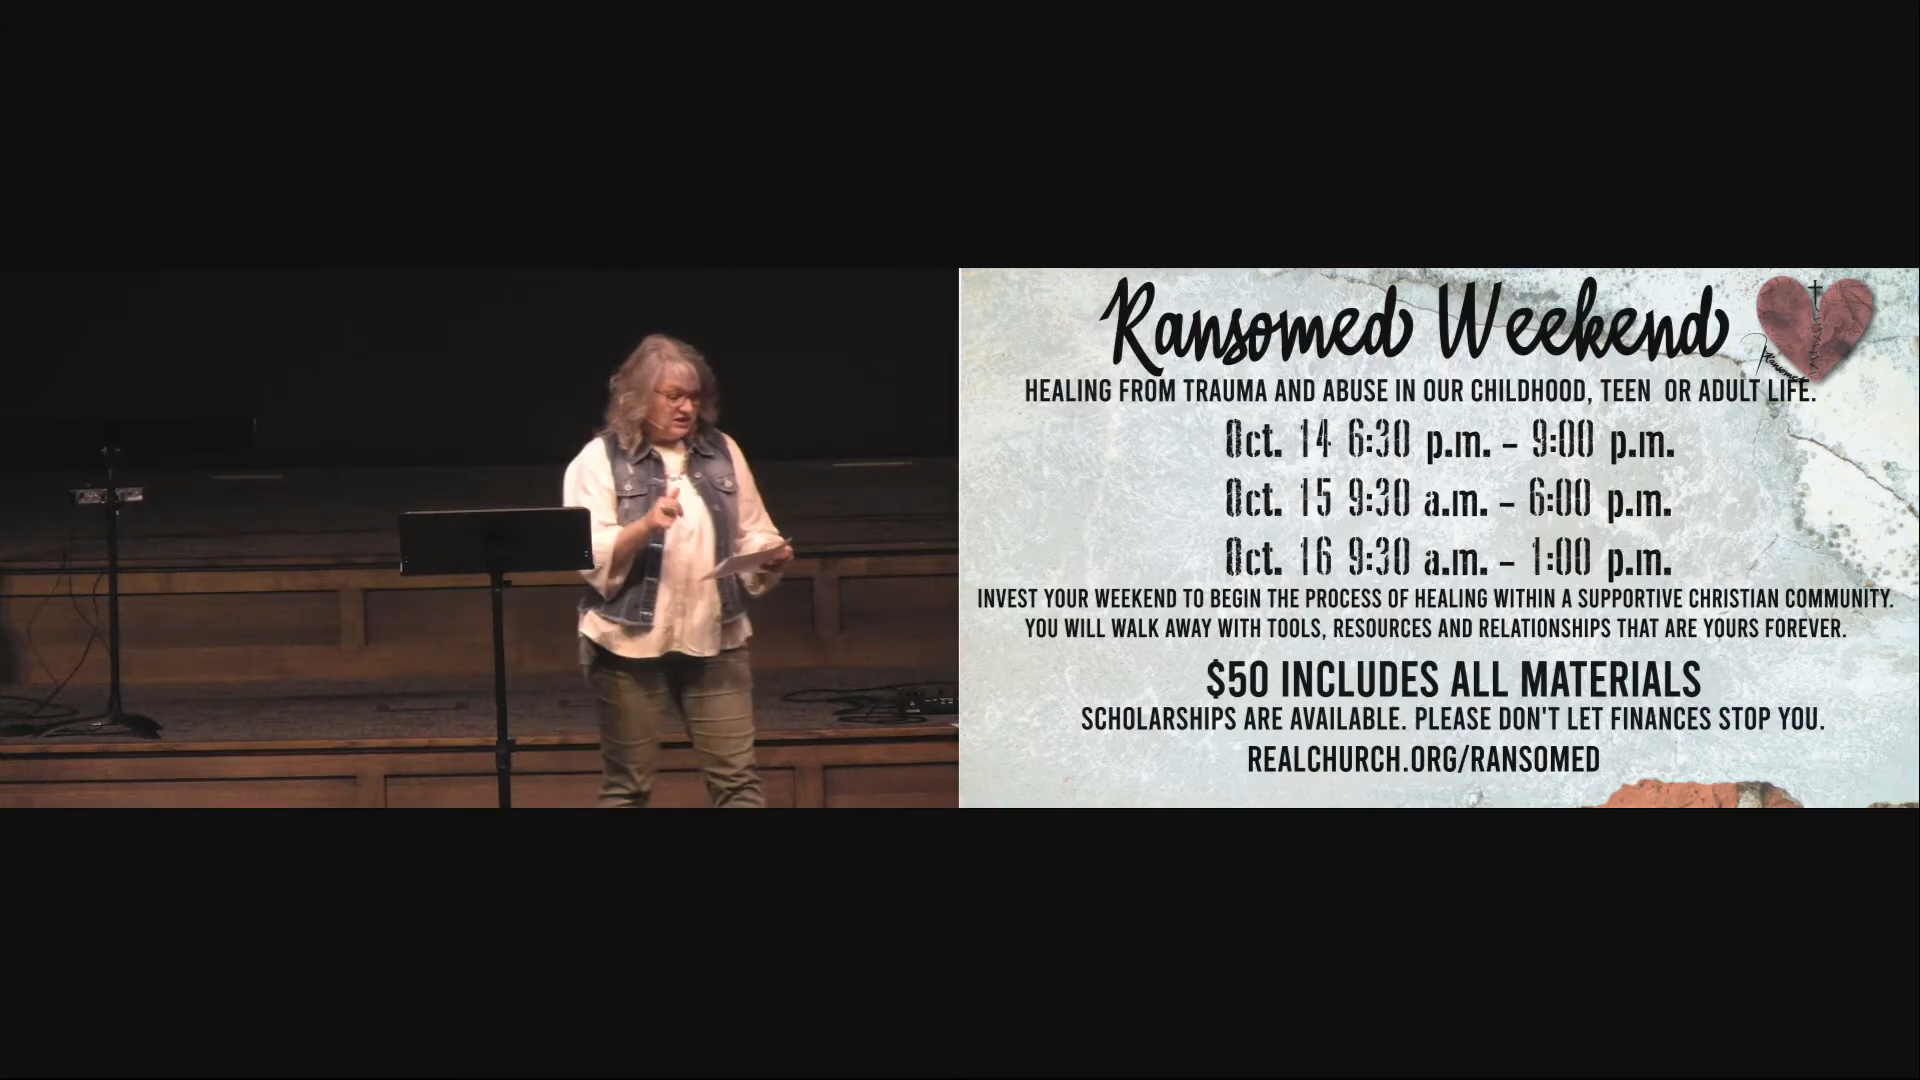 Ransomed Weekend
Ransomed
HEALING FROM TRAUMA AND ABUSE IN OUR CHILDHOOD, TEEN OR ADULT LIFE.
Oct. 14 6:30 p.m. – 9:00 p.m.
Oct. 15 9:30 a.m. – 6:00 p.m.
Oct. 16 9:30 a.m. – 1:00 p.m.
INVEST YOUR WEEKEND TO BEGIN THE PROCESS OF HEALING WITHIN A SUPPORTIVE CHRISTIAN COMMUNITY.
YOU WILL WALK AWAY WITH TOOLS, RESOURCES AND RELATIONSHIPS THAT ARE YOURS FOREVER.
$50 INCLUDES ALL MATERIALS
SCHOLARSHIPS ARE AVAILABLE. PLEASE DON'T LET FINANCES STOP YOU.
REALCHURCH.ORG/RANSOMED